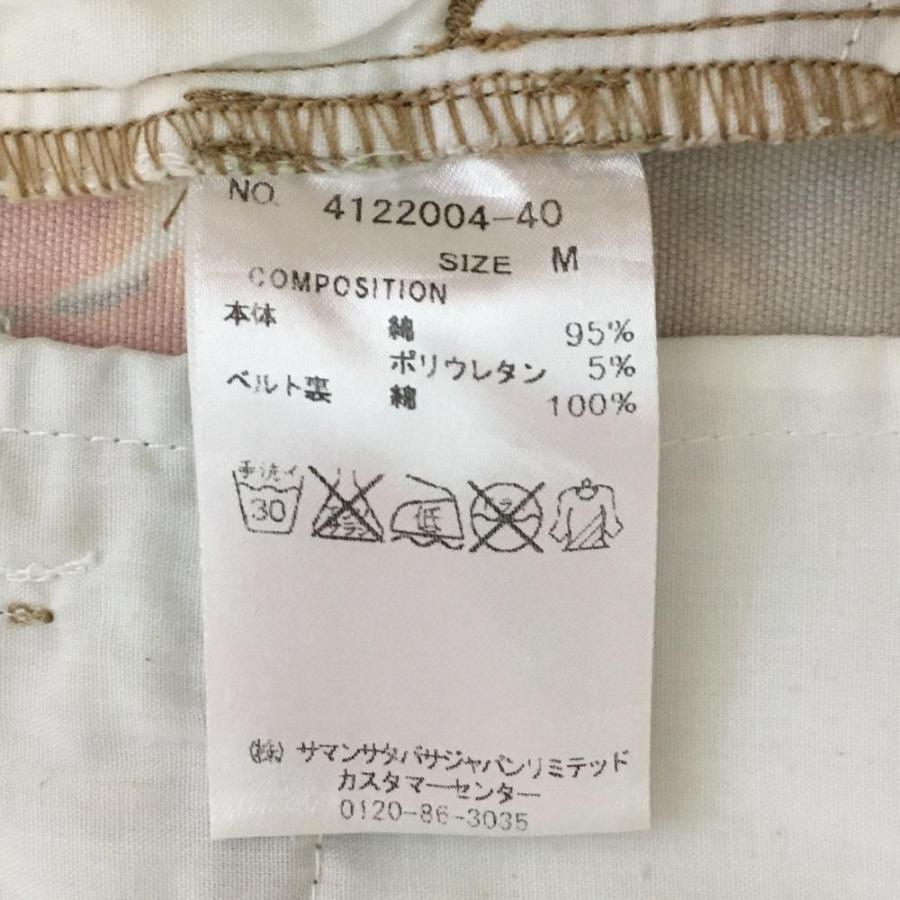 NO. 4122004-40
SIZE M
COMPOSITION
本体 綿 95%
ポリウレタン 5%
ベルト裏 綿 100%
手洗イ
30
低
(株) サマンサタバサジャパンリミテッド
カスタマーセンター
0120-86-3035